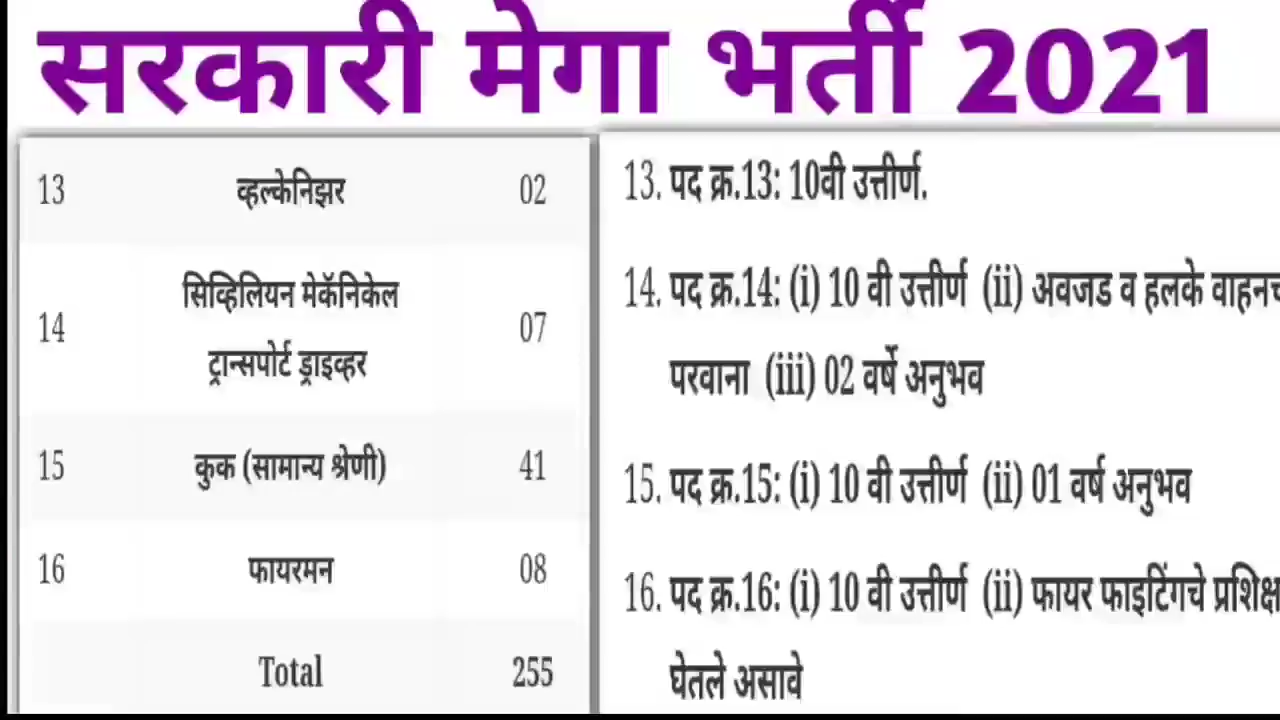 सरकारी मेगा भर्ती 2021
13 व्हल्केनिझर 02
14 सिव्हिलियन मेकॅनिकेल ट्रान्सपोर्ट ड्राइव्हर 07
15 कुक (सामान्य श्रेणी) 41
16 फायरमन 08
Total 255
13. पद क्र.13: 10वी उत्तीर्ण.
14. पद क्र.14: (i) 10 वी उत्तीर्ण (ii) अवजड व हलके
परवाना (iii) 02 वर्षे अनुभव
15. पद क्र.15: (i) 10 वी उत्तीर्ण (ii) 01 वर्ष अनुभव
16. पद क्र.16: (i) 10 वी उत्तीर्ण (ii) फायर फाइटिंगचे
घेतले असावे